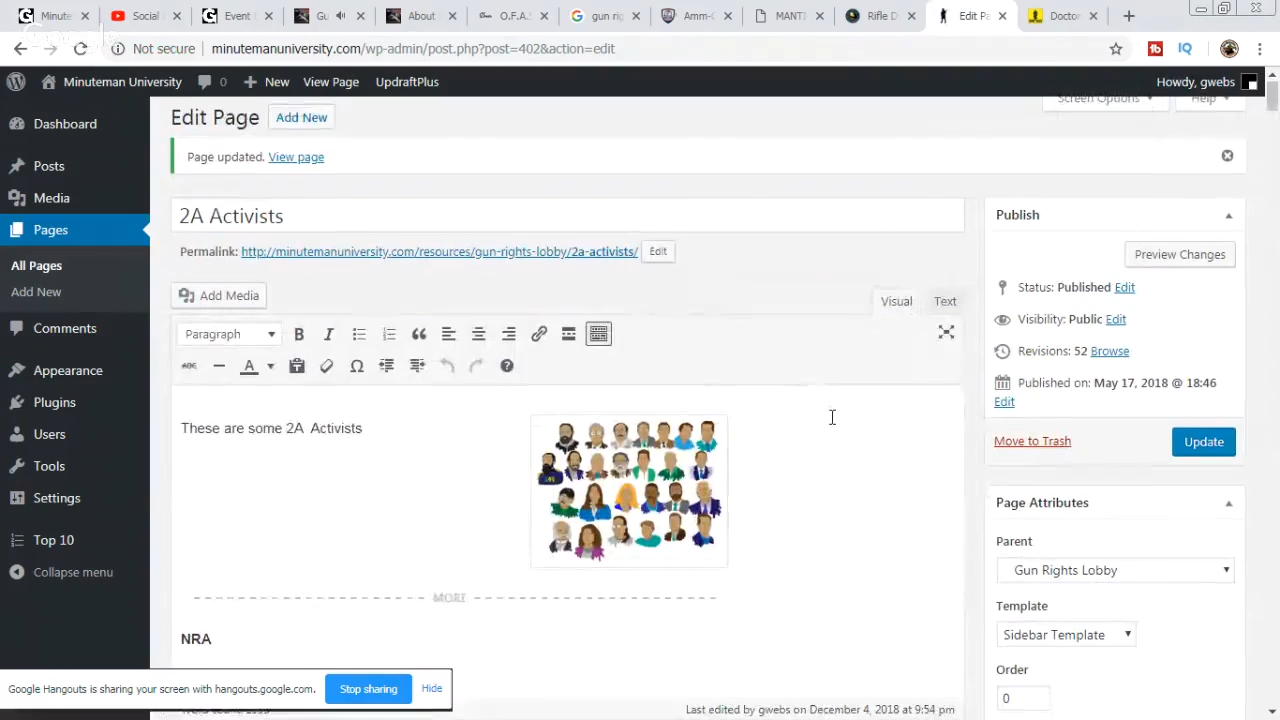 Minute
Social
Event
Gu
About
O.F.A.S
gun rig
Amm-
MANTI
Rifle D
Edit Pa
Doctor
Not secure
minutemanuniversity.com/wp-admin/post.php?post=402&action=edit
Minuteman University
0
New
View Page
UpdraftPlus
Howdy, gwebs
Dashboard
Posts
Media
Pages
All Pages
Add New
Comments
Appearance
Plugins
Users
Tools
Settings
Top 10
Collapse menu
Edit Page
Add New
Screen Options
Help
Page updated. View page
2A Activists
Permalink: http://minutemanuniversity.com/resources/gun-rights-lobby/2a-activists/ Edit
Add Media
Visual
Text
Paragraph
These are some 2A Activists
MORE
NRA
Last edited by gwebs on December 4, 2018 at 9:54 pm
Publish
Preview Changes
Status: Published Edit
Visibility: Public Edit
Revisions: 52 Browse
Published on: May 17, 2018 @ 18:46
Edit
Move to Trash
Update
Page Attributes
Parent
Gun Rights Lobby
Template
Sidebar Template
Order
0
Google Hangouts is sharing your screen with hangouts.google.com.
Stop sharing
Hide